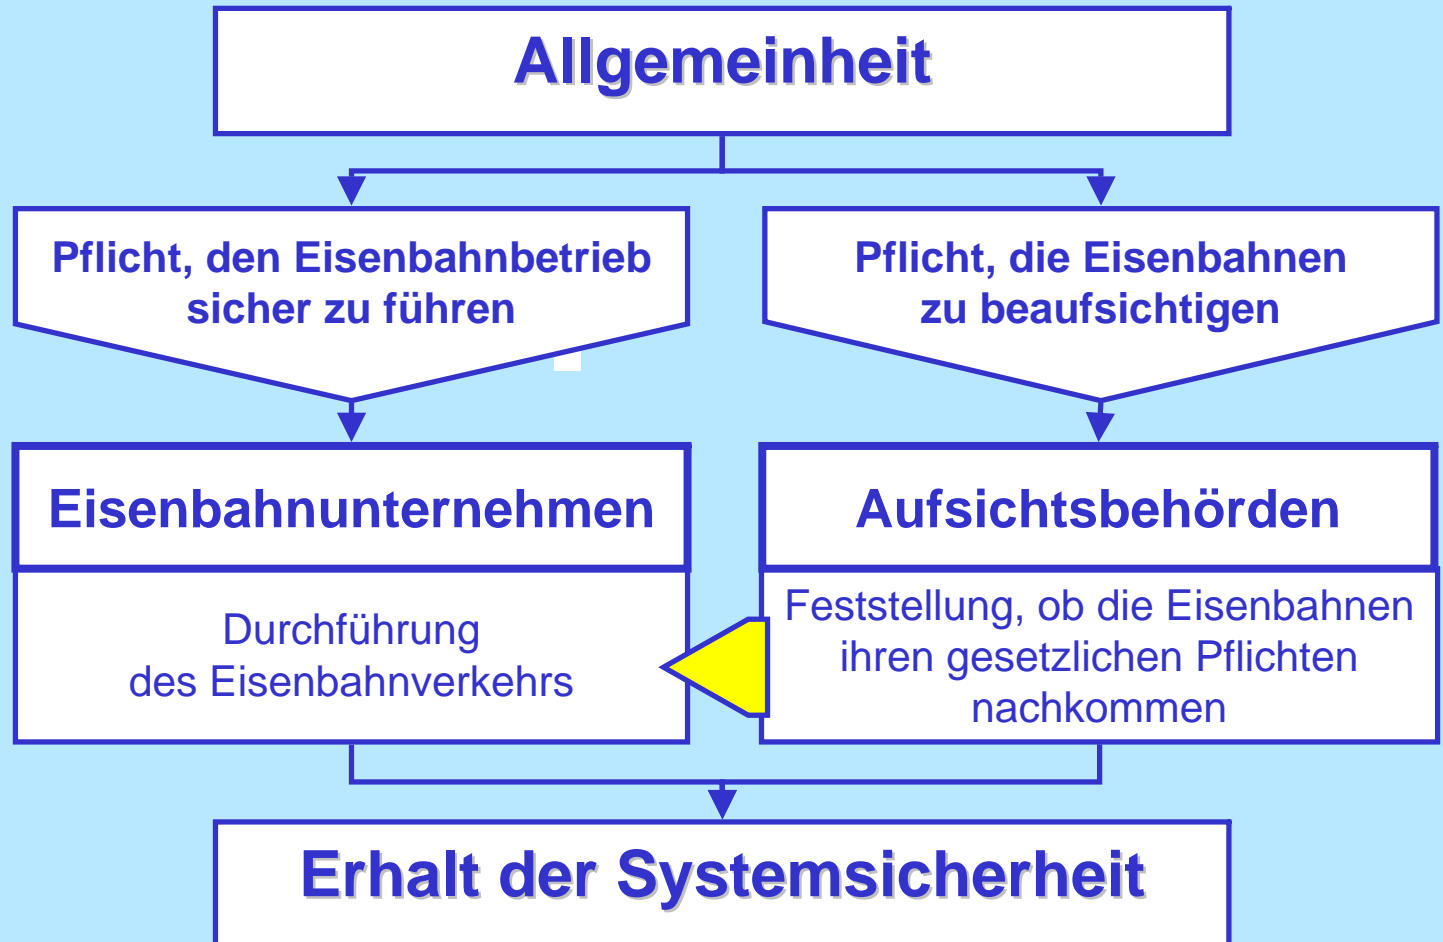 Allgemeinheit
Pflicht, den Eisenbahnbetrieb
sicher zu führen
Pflicht, die Eisenbahnen
zu beaufsichtigen
Eisenbahnunternehmen
Aufsichtsbehörden
Durchführung
des Eisenbahnverkehrs
Feststellung, ob die Eisenbahnen
ihren gesetzlichen Pflichten
nachkommen
Erhalt der Systemsicherheit